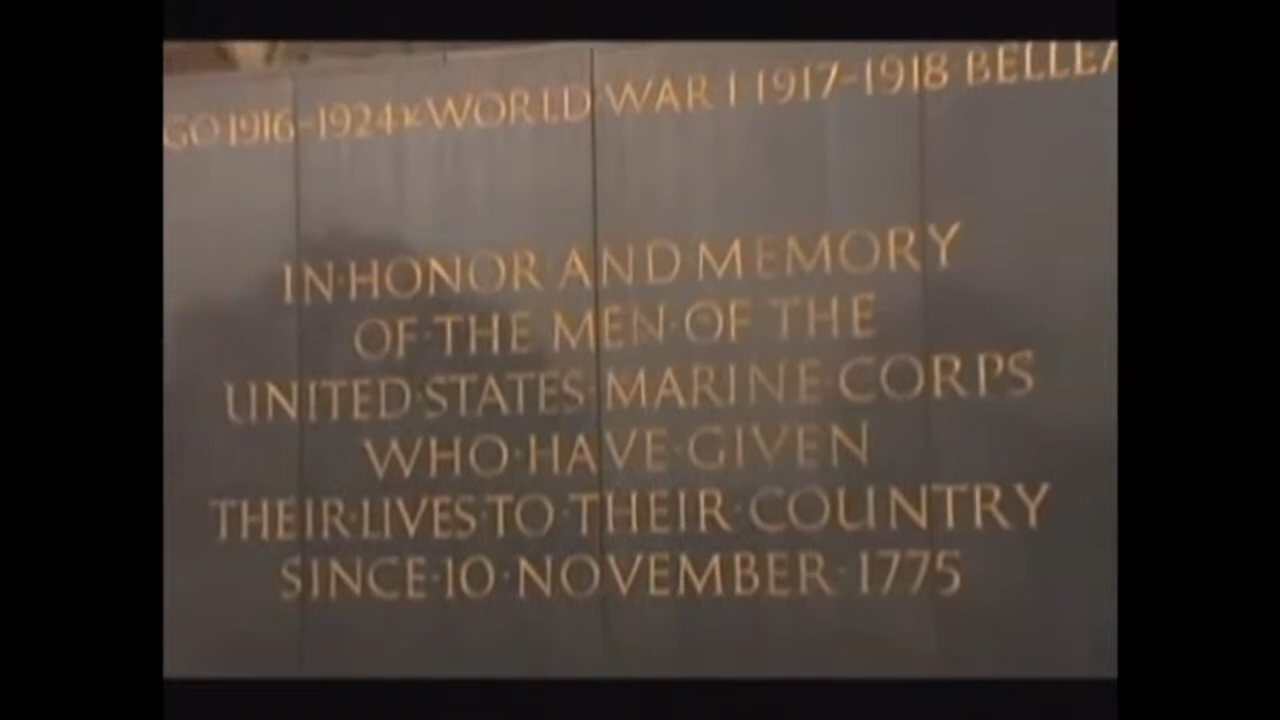 GO 1916-1924★WORLD WAR I 1917-1918 BELLEA
IN·HONOR·AND·MEMORY
OF·THE MEN·OF THE
UNITED·STATES·MARINE CORPS
WHO·HAVE·GIVEN
THEIR·LIVES·TO·THEIR·COUNTRY
SINCE·10·NOVEMBER·1775